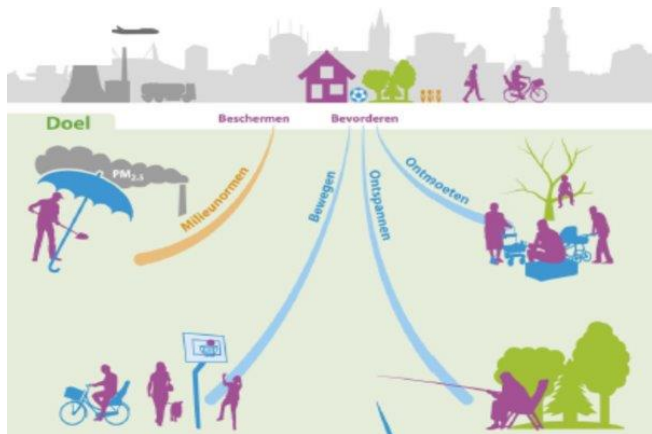 Doel
Beschermen
Bevorderen
PM2.5
Milieunormen
Bewegen
Ontspannen
Ontmoeten